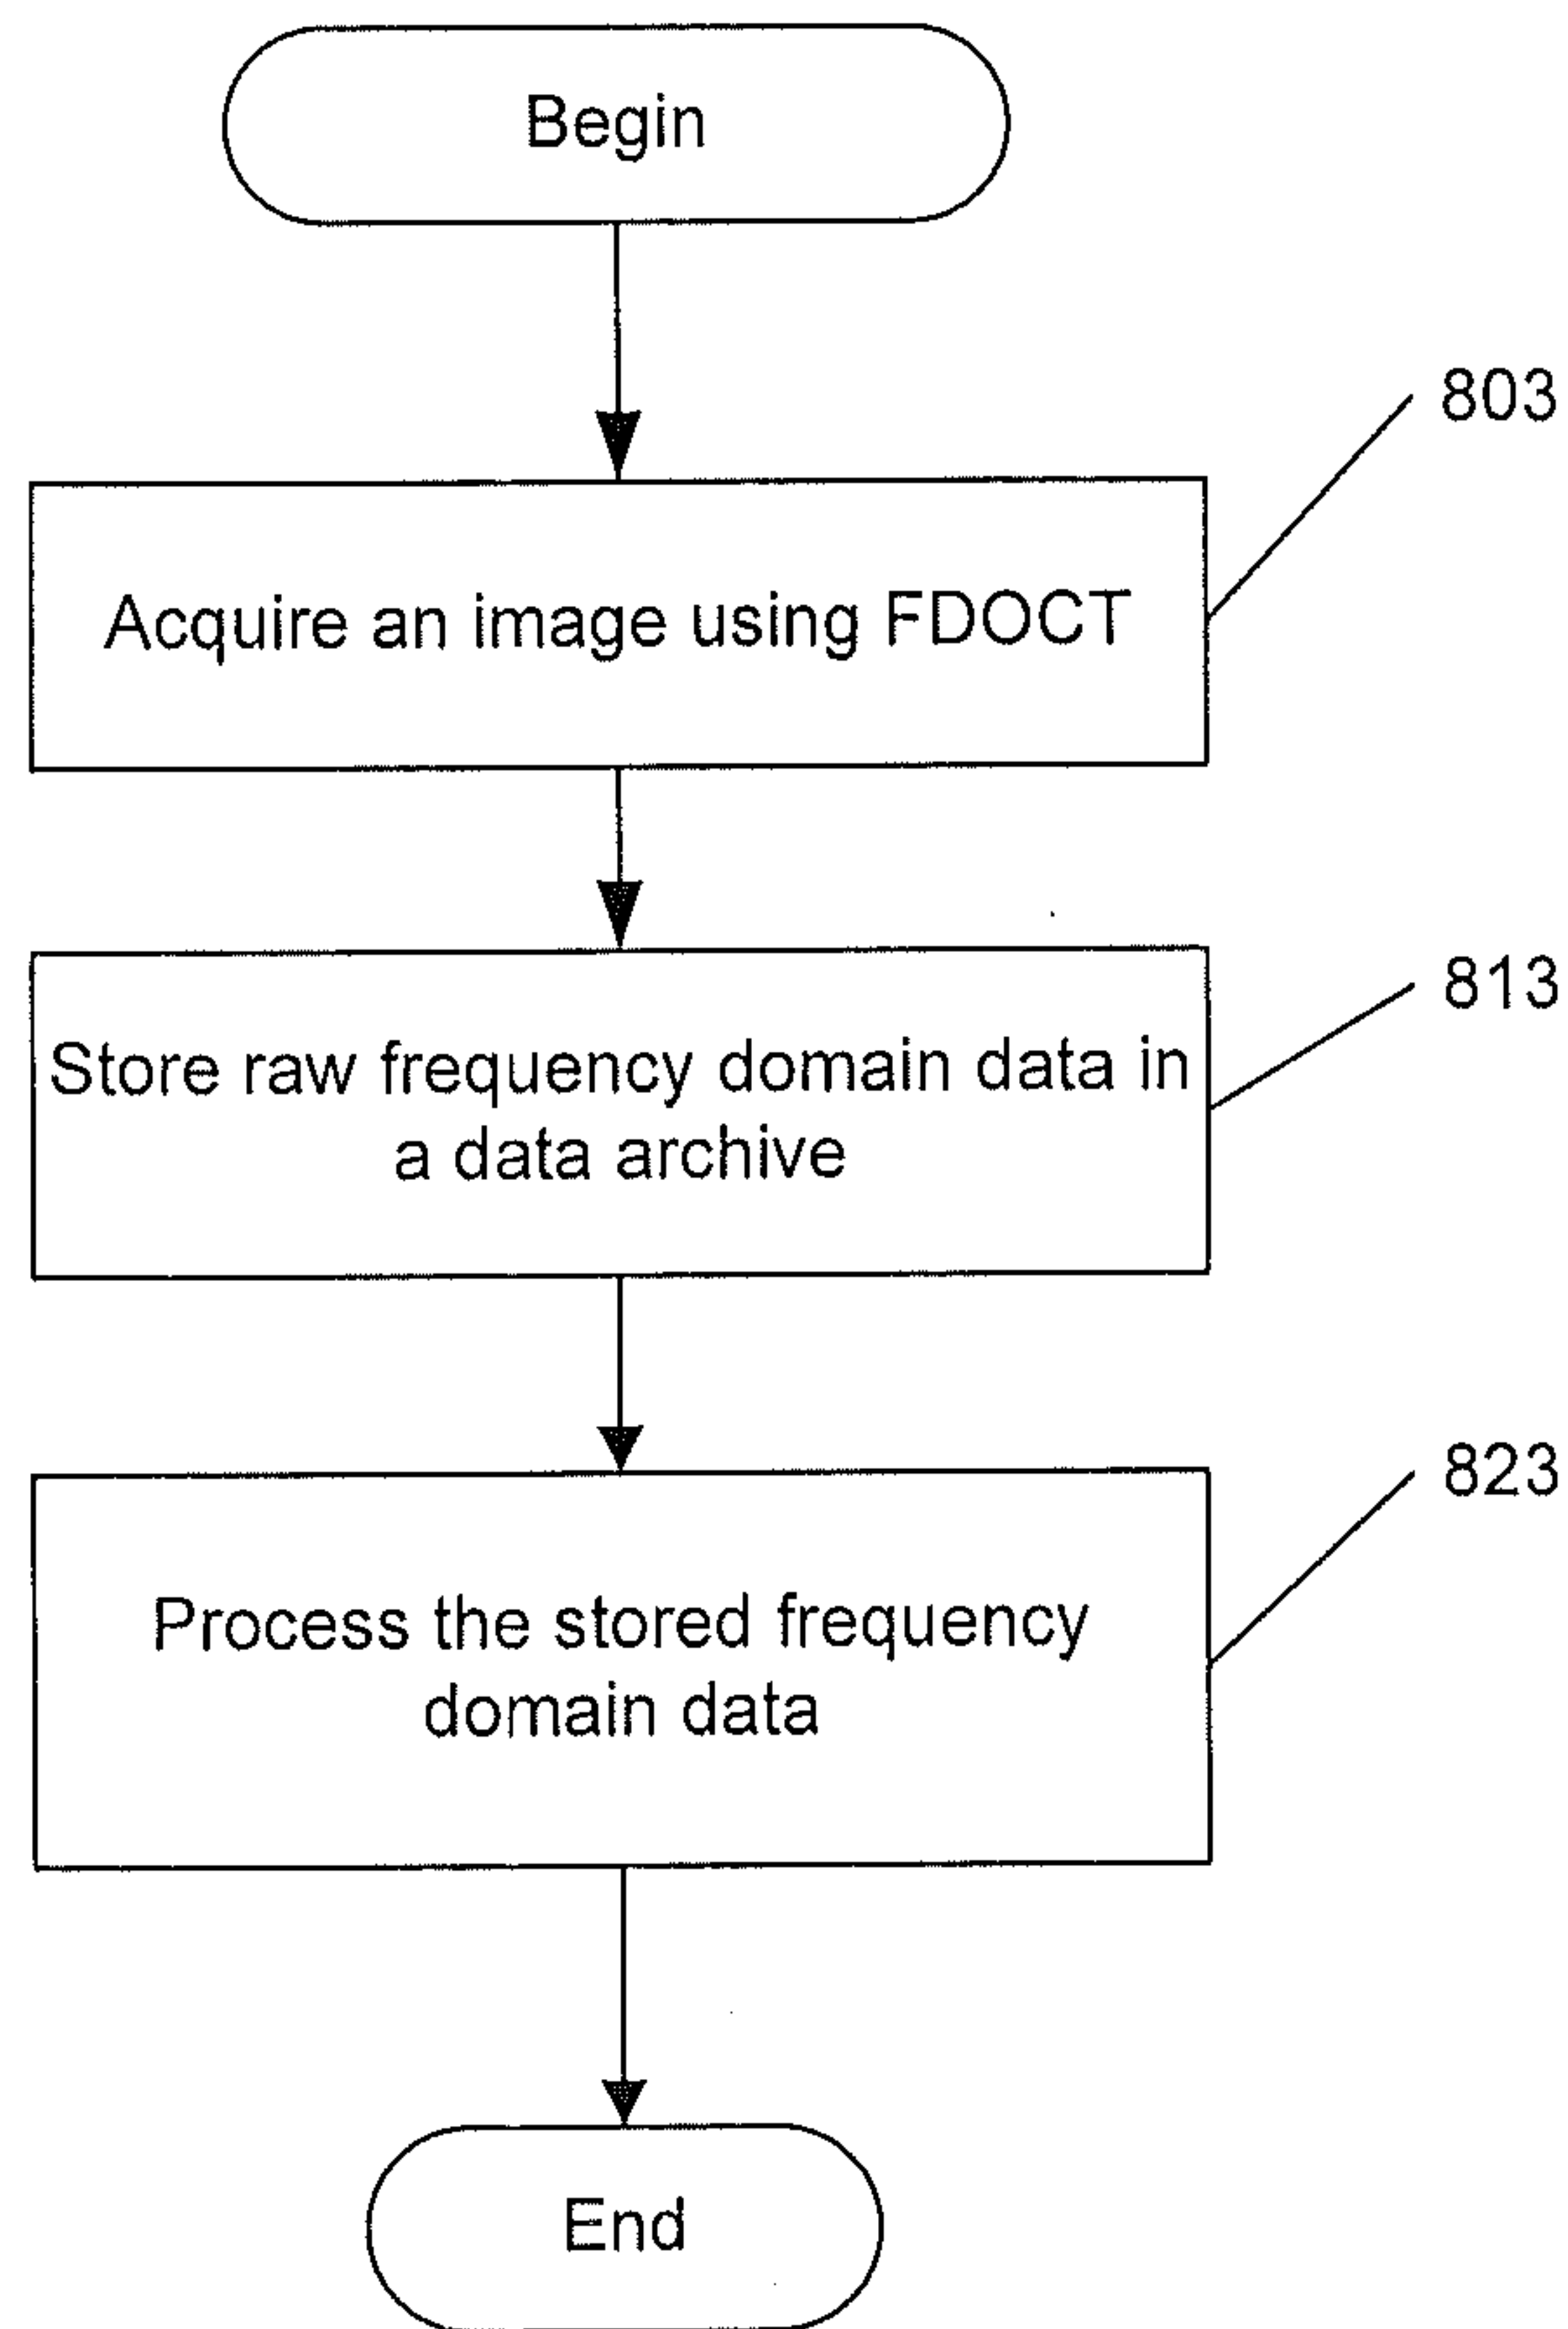 Begin
803
Acquire an image using FDOCT
813
Store raw frequency domain data in
a data archive
823
Process the stored frequency
domain data
End